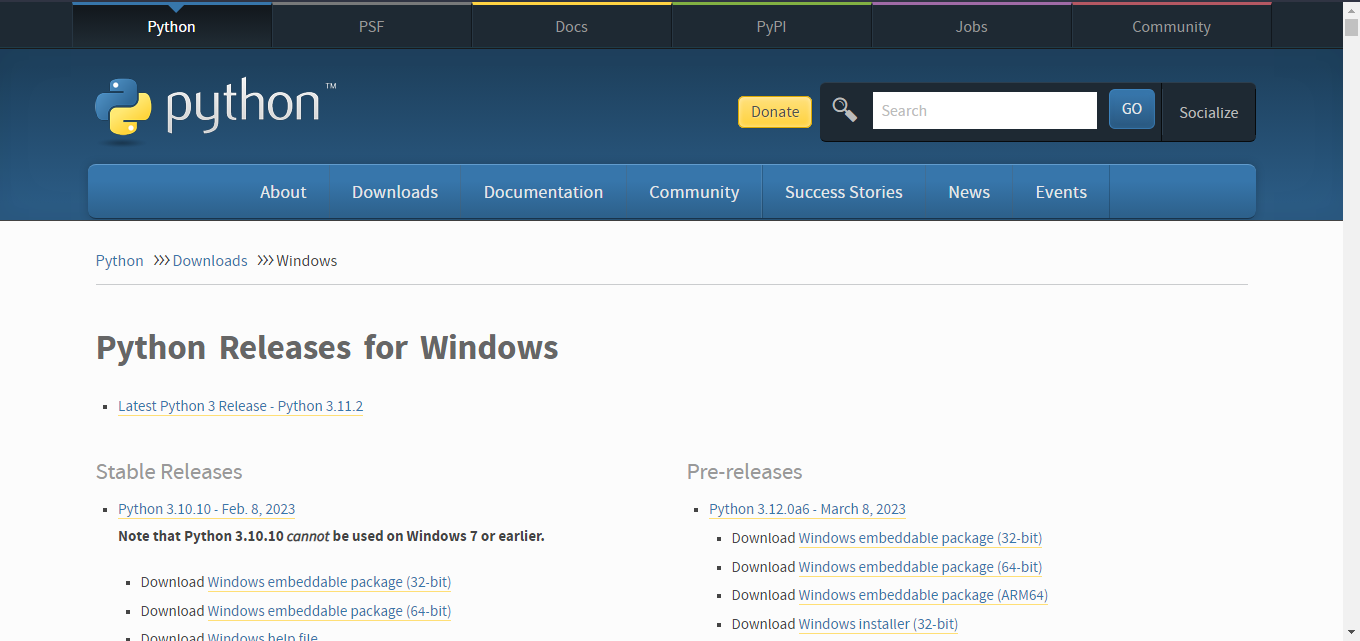 Python PSF Docs PyPI Jobs Community
python™
Donate Search GO Socialize
About Downloads Documentation Community Success Stories News Events
Python >>> Downloads >>> Windows
Python Releases for Windows
Latest Python 3 Release - Python 3.11.2
Stable Releases
Python 3.10.10 - Feb. 8, 2023
Note that Python 3.10.10 cannot be used on Windows 7 or earlier.
Download Windows embeddable package (32-bit)
Download Windows embeddable package (64-bit)
Download Windows help file
Pre-releases
Python 3.12.0a6 - March 8, 2023
Download Windows embeddable package (32-bit)
Download Windows embeddable package (64-bit)
Download Windows embeddable package (ARM64)
Download Windows installer (32-bit)